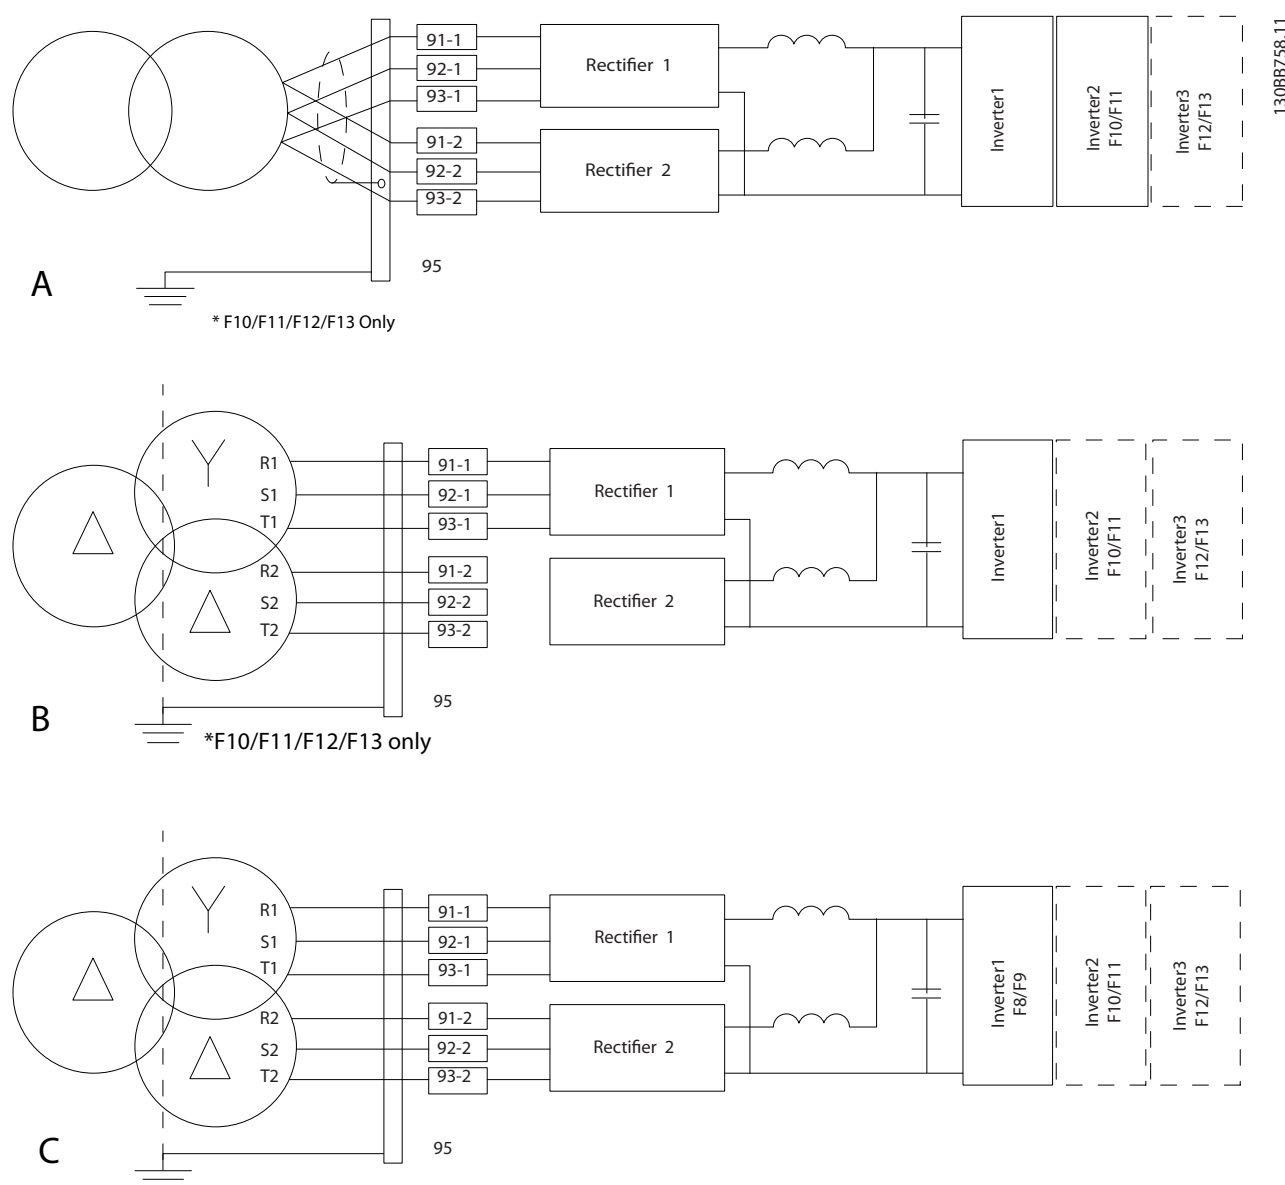 91-1
92-1
93-1
91-2
92-2
93-2
95
Rectifier 1
Rectifier 2
Inverter1
Inverter2
F10/F11
Inverter3
F12/F13
130BB758.11
A
* F10/F11/F12/F13 Only
R1
S1
T1
R2
S2
T2
91-1
92-1
93-1
91-2
92-2
93-2
95
Rectifier 1
Rectifier 2
Inverter1
Inverter2
F10/F11
Inverter3
F12/F13
B
*F10/F11/F12/F13 only
R1
S1
T1
R2
S2
T2
91-1
92-1
93-1
91-2
92-2
93-2
95
Rectifier 1
Rectifier 2
Inverter1
F8/F9
Inverter2
F10/F11
Inverter3
F12/F13
C